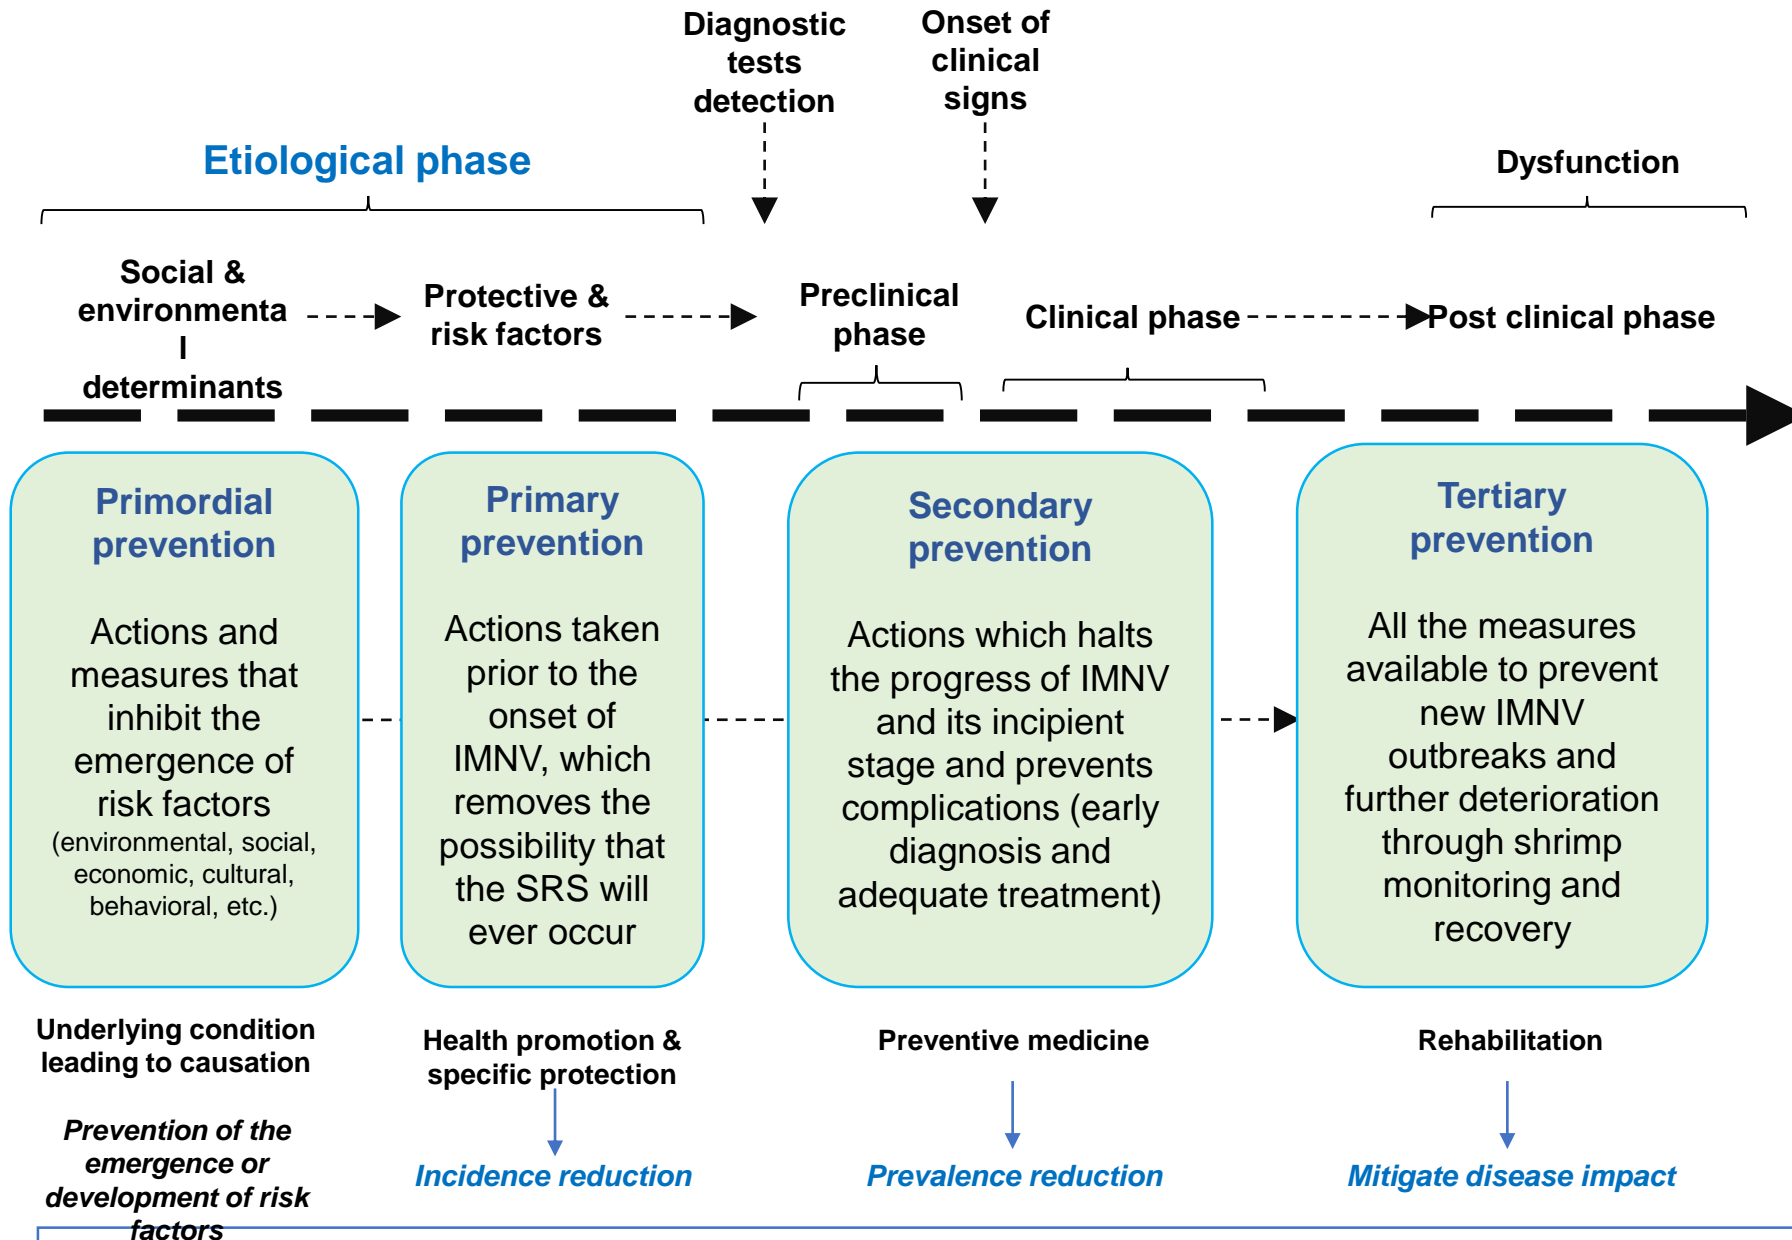 Diagnostic
tests
detection
Onset of
clinical
signs
Etiological phase
Dysfunction
Social &
environmenta
l
determinants
Protective &
risk factors
Preclinical
phase
Clinical phase
Post clinical phase
Primordial
prevention
Actions and
measures that
inhibit the
emergence of
risk factors
(environmental, social,
economic, cultural,
behavioral, etc.)
Primary
prevention
Actions taken
prior to the
onset of
IMNV, which
removes the
possibility that
the SRS will
ever occur
Secondary
prevention
Actions which halts
the progress of IMNV
and its incipient
stage and prevents
complications (early
diagnosis and
adequate treatment)
Tertiary
prevention
All the measures
available to prevent
new IMNV
outbreaks and
further deterioration
through shrimp
monitoring and
recovery
Underlying condition
leading to causation
Prevention of the
emergence or
development of risk
factors
Health promotion &
specific protection
Incidence reduction
Preventive medicine
Prevalence reduction
Rehabilitation
Mitigate disease impact